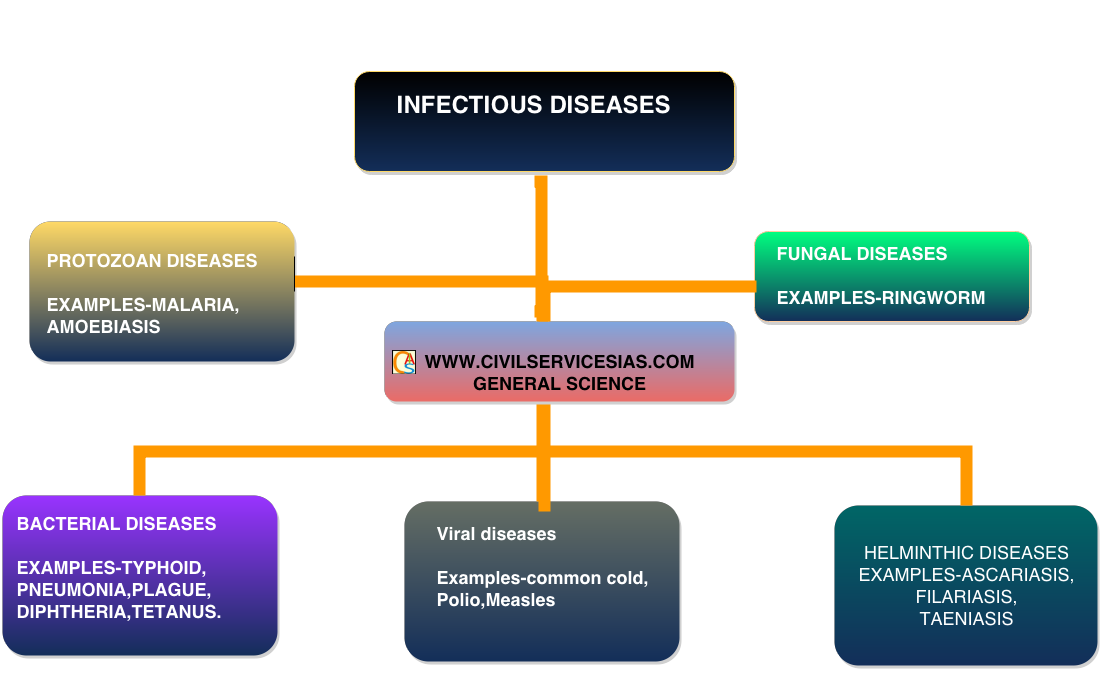 INFECTIOUS DISEASES
PROTOZOAN DISEASES
EXAMPLES-MALARIA,
AMOEBIASIS
FUNGAL DISEASES
EXAMPLES-RINGWORM
CAS WWW.CIVILSERVICESIAS.COM
GENERAL SCIENCE
BACTERIAL DISEASES
EXAMPLES-TYPHOID,
PNEUMONIA,PLAGUE,
DIPHTHERIA,TETANUS.
Viral diseases
Examples-common cold,
Polio,Measles
HELMINTHIC DISEASES
EXAMPLES-ASCARIASIS,
FILARIASIS,
TAENIASIS